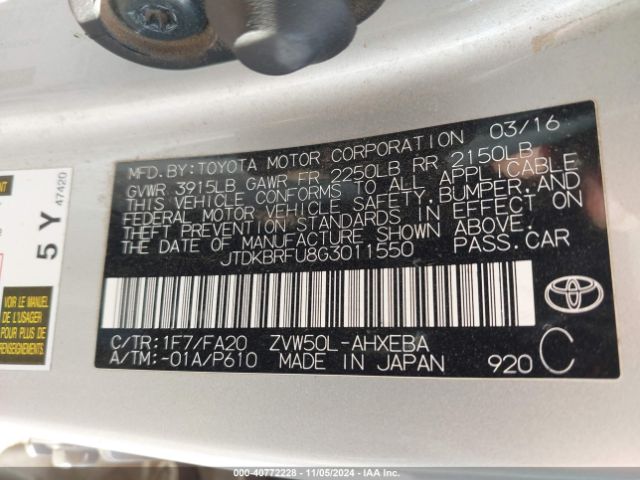 MFD.BY:TOYOTA MOTOR CORPORATION 03/16
GVWR 3915LB GAWR FR 2250LB RR 2150LB
THIS VEHICLE CONFORMS TO ALL APPL CABLE
FEDERAL MOTOR VEHICLE SAFETY,BUMPER,AND
THEFT PREVENTION STANDARDS IN EFFECT ON
THE DATE OF MANUFACTURE SHOWN ABOVE.
JTDKBRFU8G3011550 PASS.CAR
C/TR:1F7/FA20 ZVW50L-AHXEBA
A/TM:-01A/P610 MADE IN JAPAN 920 C
TOYOTA
5 Y
47420
VOIR LE MANUEL
POUR PLUS DE
RENSEIGNEMENTS
000-40772228 - 11/05/2024 - IAA Inc.